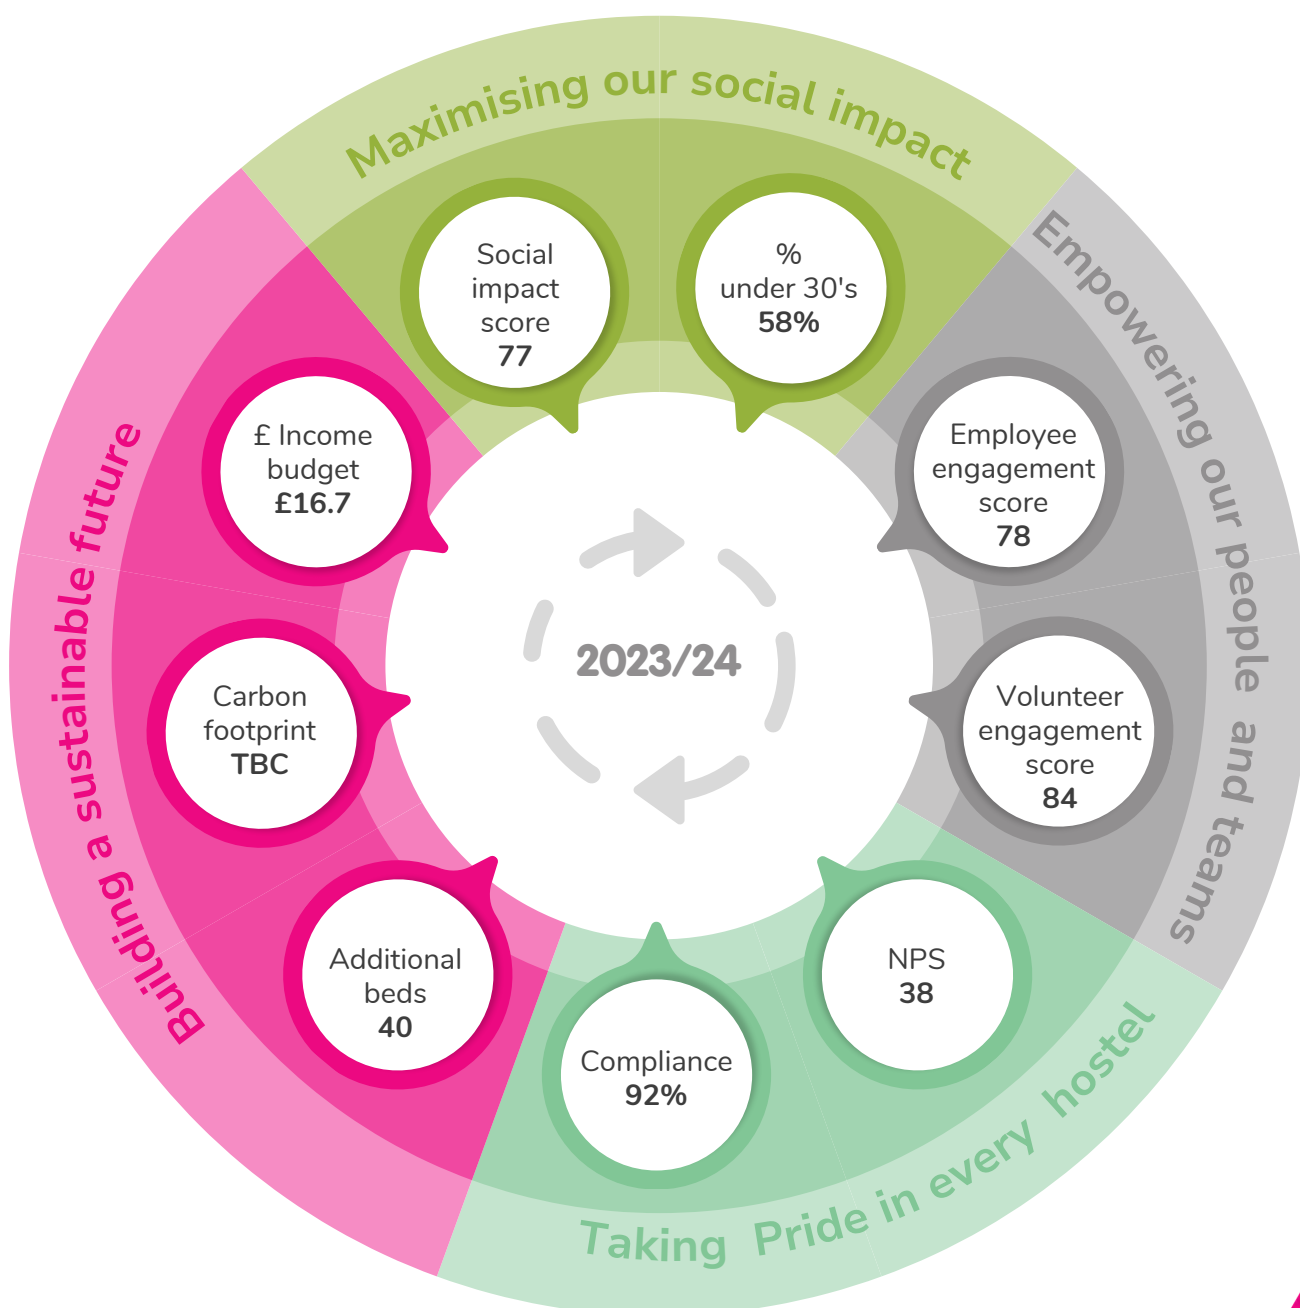 Maximising our social impact
Social
impact
score
77
%
under 30's
58%
Empowering our people and teams
Employee
engagement
score
78
Volunteer
engagement
score
84
Taking Pride in every hostel
NPS
38
Compliance
92%
Building a sustainable future
Additional
beds
40
Carbon
footprint
TBC
£ Income
budget
£16.7
2023/24